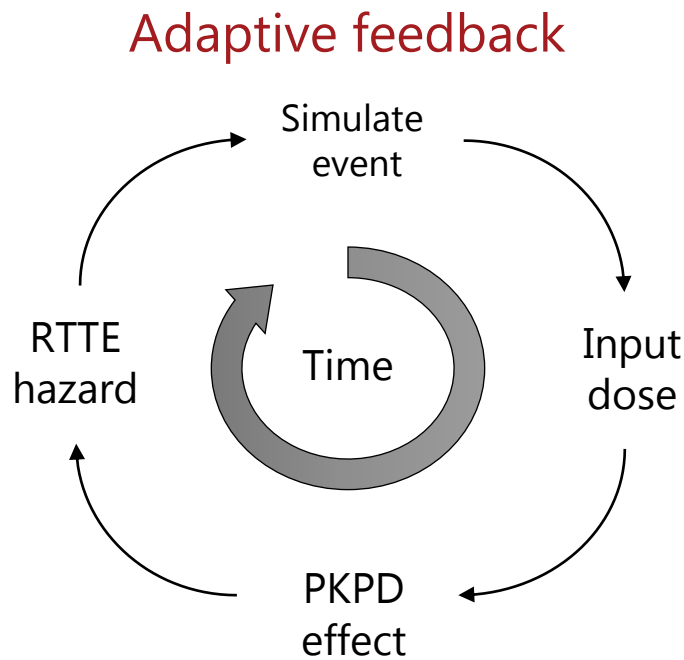 Adaptive feedback
Simulate
event
RTTE
hazard
Time
Input
dose
PKPD
effect